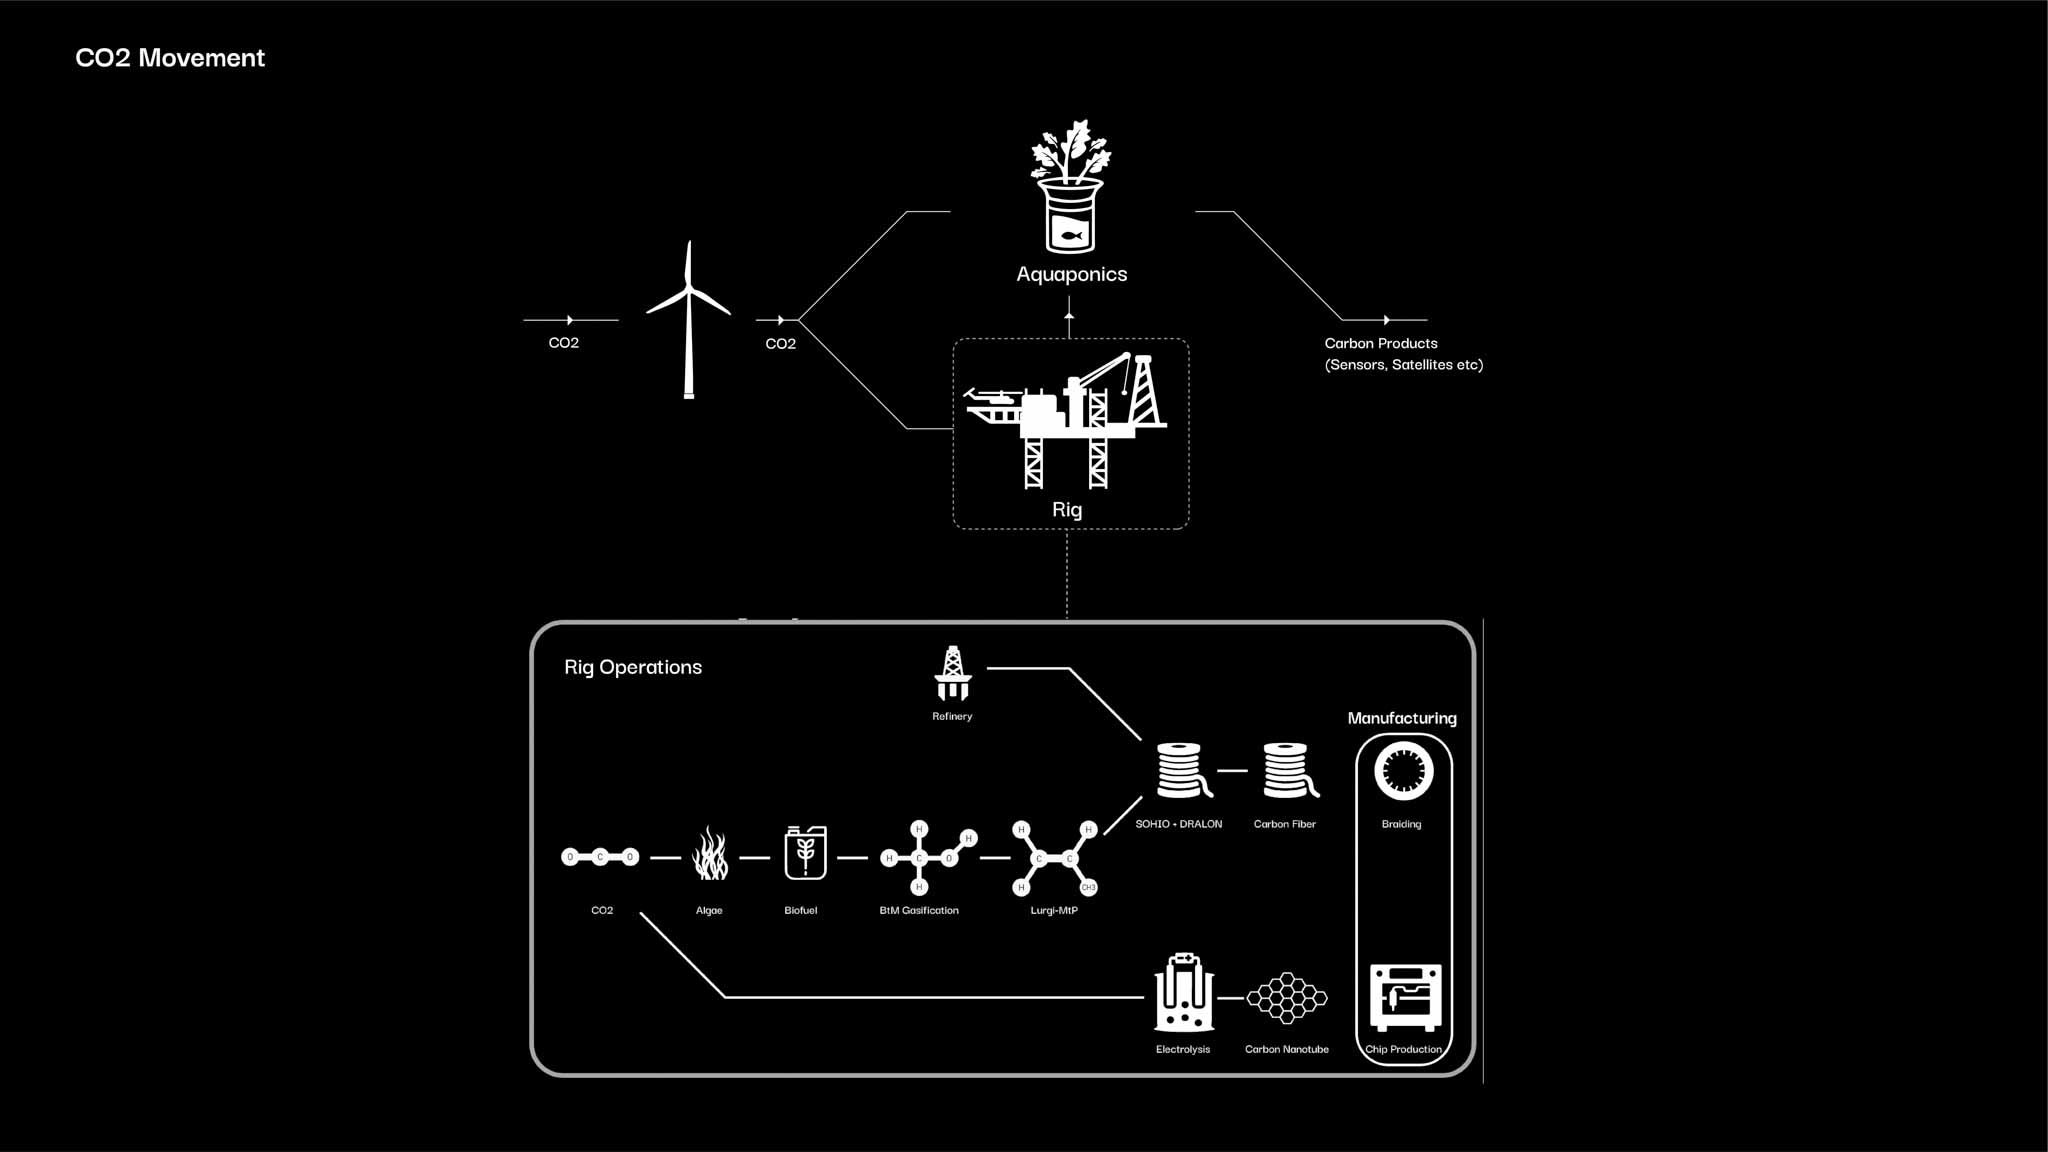 CO2 Movement
Aquaponics
CO2
CO2
Carbon Products
(Sensors, Satellites etc)
Rig
Rig Operations
Refinery
Manufacturing
SOHIO + DRALON
Carbon Fiber
Braiding
O C O
H
H
H C O
H
H
H
C C
H
CH3
CO2
Algae
Biofuel
BtM Gasification
Lurgi-MtP
Electrolysis
Carbon Nanotube
Chip Production